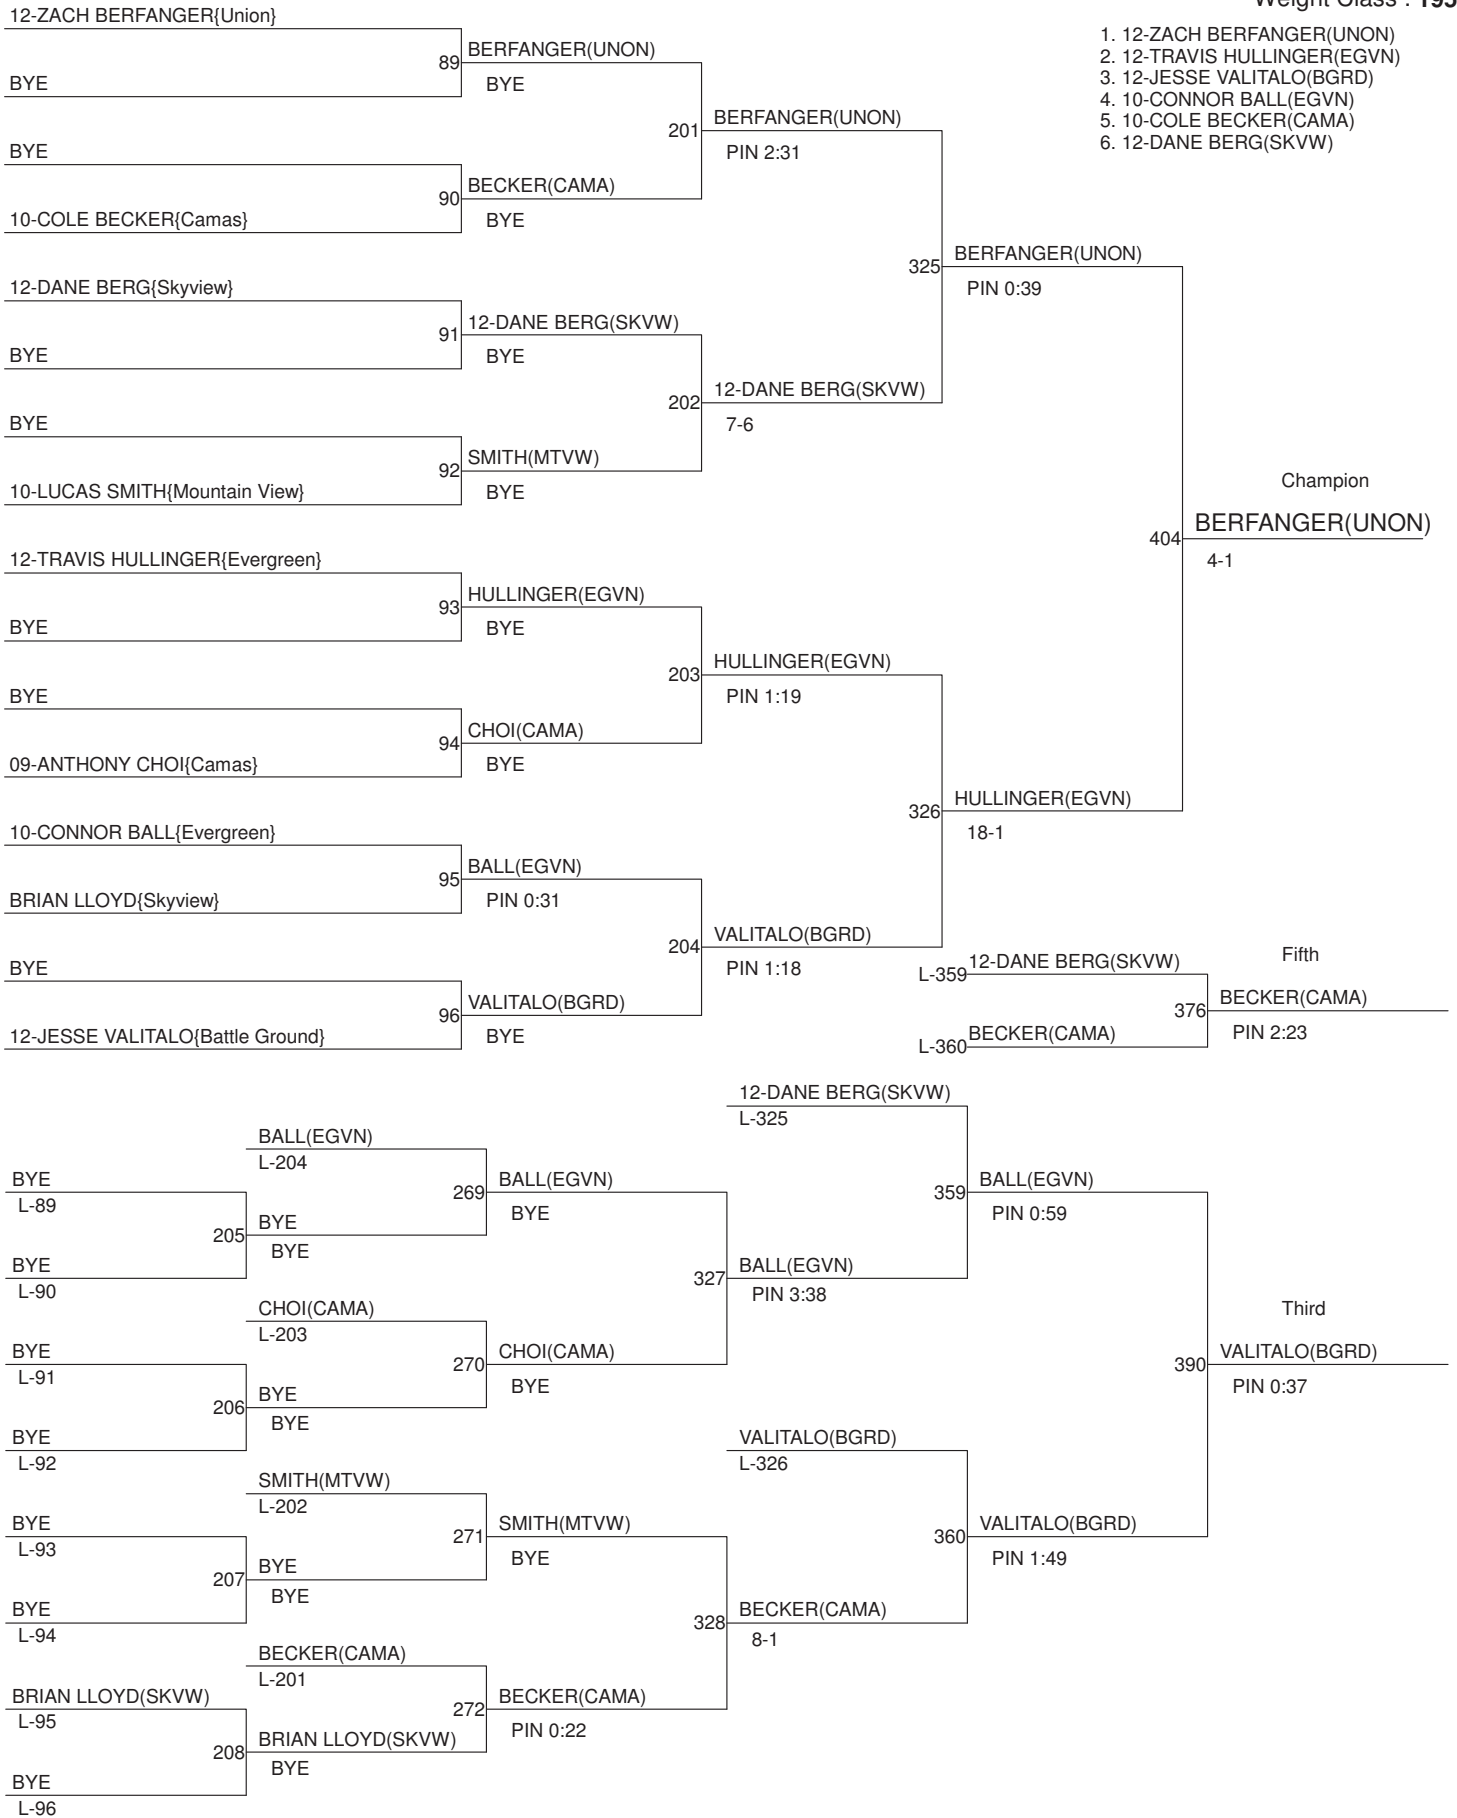 Weight Class : 195
1. 12-ZACH BERFANGER(UNON)
2. 12-TRAVIS HULLINGER(EGVN)
3. 12-JESSE VALITALO(BGRD)
4. 10-CONNOR BALL(EGVN)
5. 10-COLE BECKER(CAMA)
6. 12-DANE BERG(SKVW)
12-ZACH BERFANGER{Union}
89
BYE
BYE
90
10-COLE BECKER{Camas}
12-DANE BERG{Skyview}
91
BYE
BYE
92
10-LUCAS SMITH{Mountain View}
12-TRAVIS HULLINGER{Evergreen}
93
BYE
BYE
94
09-ANTHONY CHOI{Camas}
10-CONNOR BALL{Evergreen}
95
BRIAN LLOYD{Skyview}
BYE
96
12-JESSE VALITALO{Battle Ground}
BERFANGER(UNON)
BYE
201
BECKER(CAMA)
BYE
12-DANE BERG(SKVW)
BYE
202
SMITH(MTVW)
BYE
HULLINGER(EGVN)
BYE
203
CHOI(CAMA)
BYE
BALL(EGVN)
PIN 0:31
204
VALITALO(BGRD)
BYE
BERFANGER(UNON)
PIN 2:31
325
12-DANE BERG(SKVW)
7-6
HULLINGER(EGVN)
PIN 1:19
326
VALITALO(BGRD)
PIN 1:18
BERFANGER(UNON)
PIN 0:39
404
HULLINGER(EGVN)
18-1
Champion
BERFANGER(UNON)
4-1
Fifth
12-DANE BERG(SKVW)
L-359
376
BECKER(CAMA)
L-360
BECKER(CAMA)
PIN 2:23
BYE
L-89
205
BYE
L-90
BYE
L-91
206
BYE
L-92
BYE
L-93
207
BYE
L-94
BRIAN LLOYD(SKVW)
L-95
208
BYE
L-96
BALL(EGVN)
L-204
269
BYE
BYE
CHOI(CAMA)
L-203
270
BYE
BYE
SMITH(MTVW)
L-202
271
BYE
BYE
BECKER(CAMA)
L-201
272
BRIAN LLOYD(SKVW)
BYE
BALL(EGVN)
BYE
327
CHOI(CAMA)
BYE
SMITH(MTVW)
BYE
328
BECKER(CAMA)
PIN 0:22
12-DANE BERG(SKVW)
L-325
359
BALL(EGVN)
PIN 3:38
VALITALO(BGRD)
L-326
360
BECKER(CAMA)
8-1
BALL(EGVN)
PIN 0:59
390
VALITALO(BGRD)
PIN 1:49
Third
VALITALO(BGRD)
PIN 0:37